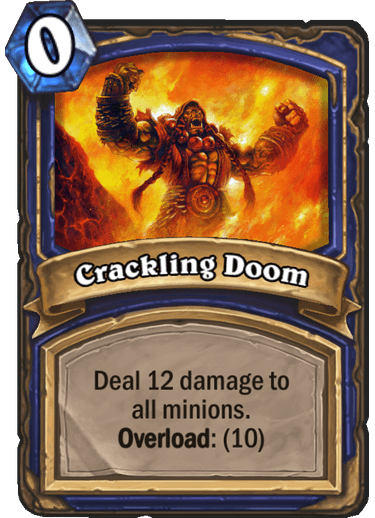 0
Crackling Doom
Deal 12 damage to
all minions.
Overload: (10)